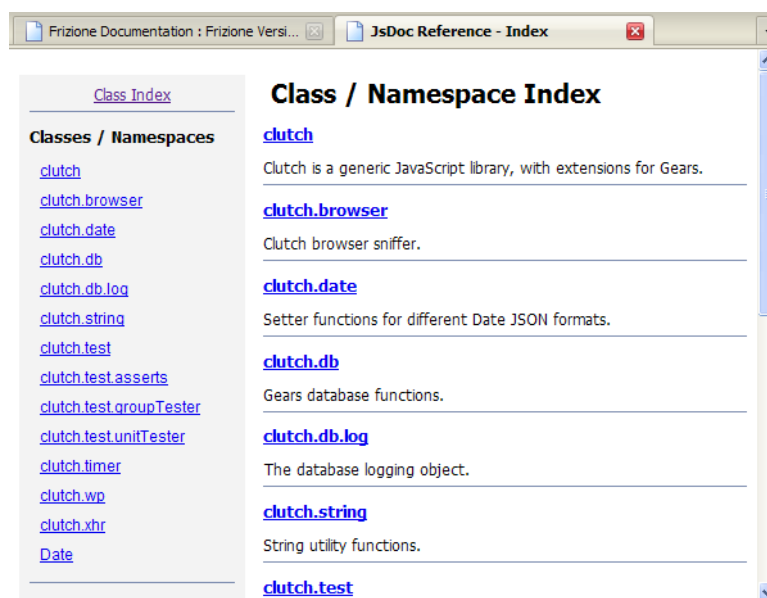 Frizione Documentation : Frizione Versi...
JsDoc Reference - Index
Class Index
Classes / Namespaces
clutch
clutch.browser
clutch.date
clutch.db
clutch.db.log
clutch.string
clutch.test
clutch.test.asserts
clutch.test.groupTester
clutch.test.unitTester
clutch.timer
clutch.wp
clutch.xhr
Date
Class / Namespace Index
clutch
Clutch is a generic JavaScript library, with extensions for Gears.
clutch.browser
Clutch browser sniffer.
clutch.date
Setter functions for different Date JSON formats.
clutch.db
Gears database functions.
clutch.db.log
The database logging object.
clutch.string
String utility functions.
clutch.test